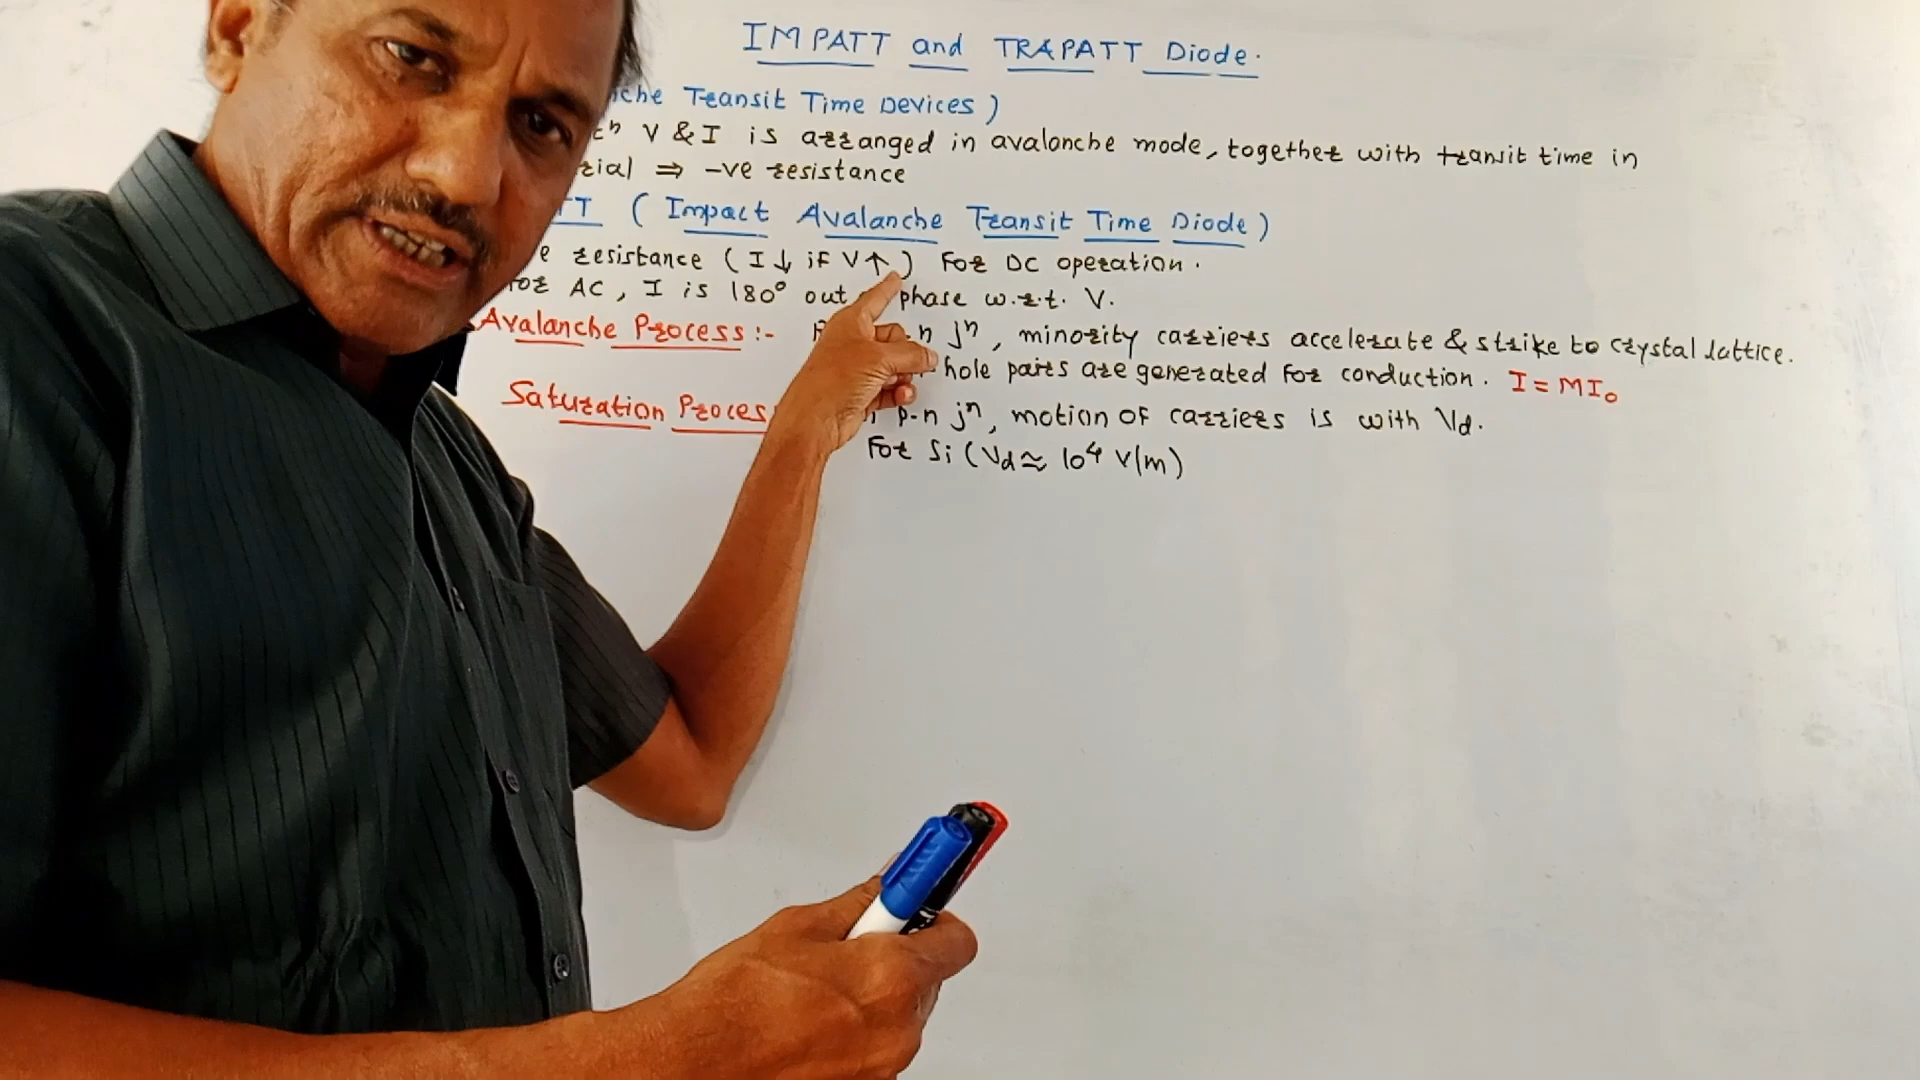 IMPATT and TRAPATT Diode.
Transit Time Devices )
V & I is arranged in avalanche mode, together with transit time in
⇒ -ve resistance
( Impact Avalanche Transit Time Diode )
resistance ( I↓ if V↑ ) For DC operation.
AC, I is 180° out phase w.r.t. V.
Avalanche Process :- n jⁿ, minority carriers accelerate & strike to crystal lattice.
hole pairs are generated for conduction. I = MI₀
Saturation p-n jⁿ, motion of carriers is with Vd.
For Si (Vd ≈ 10⁴ V/m)